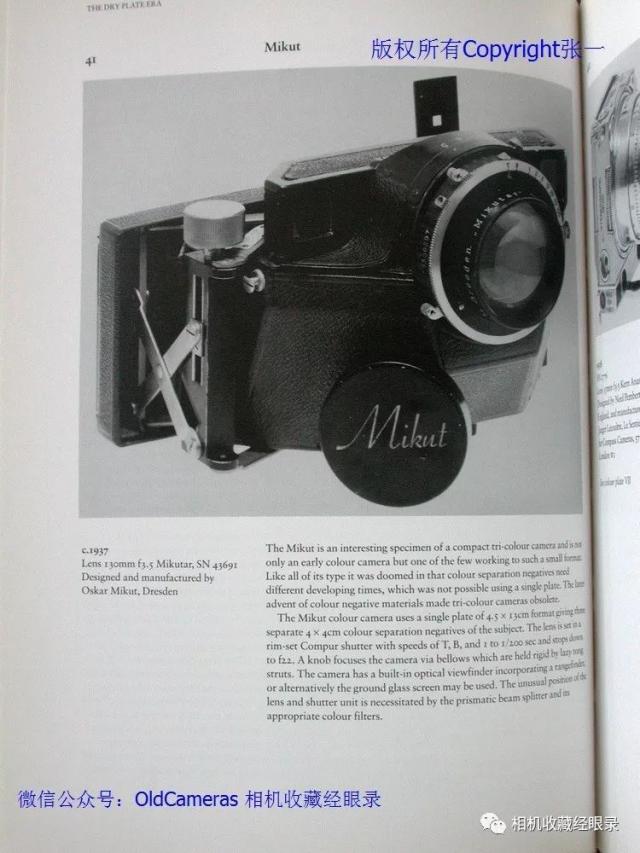 THE DRY PLATE ERA
41
Mikut
版权所有Copyright张一
Mikutar
Mikut
c.1937
Lens 130mm f3.5 Mikutar, SN 43691
Designed and manufactured by
Oskar Mikut, Dresden
The Mikut is an interesting specimen of a compact tri-colour camera and is not
only an early colour camera but one of the few working to such a small format.
Like all of its type it was doomed in that colour separation negatives need
different developing times, which was not possible using a single plate. The later
advent of colour negative materials made tri-colour cameras obsolete.
The Mikut colour camera uses a single plate of 4.5 × 13cm format giving three
separate 4 × 4cm colour separation negatives of the subject. The lens is set in a
rim-set Compur shutter with speeds of T, B, and 1 to 1/200 sec and stops down
to f22. A knob focuses the camera via bellows which are held rigid by lazy tong
struts. The camera has a built-in optical viewfinder incorporating a rangefinder,
or alternatively the ground glass screen may be used. The unusual position of the
lens and shutter unit is necessitated by the prismatic beam splitter and its
appropriate colour filters.
See colour plate VII
微信公众号：OldCameras 相机收藏经眼录
相机收藏经眼录